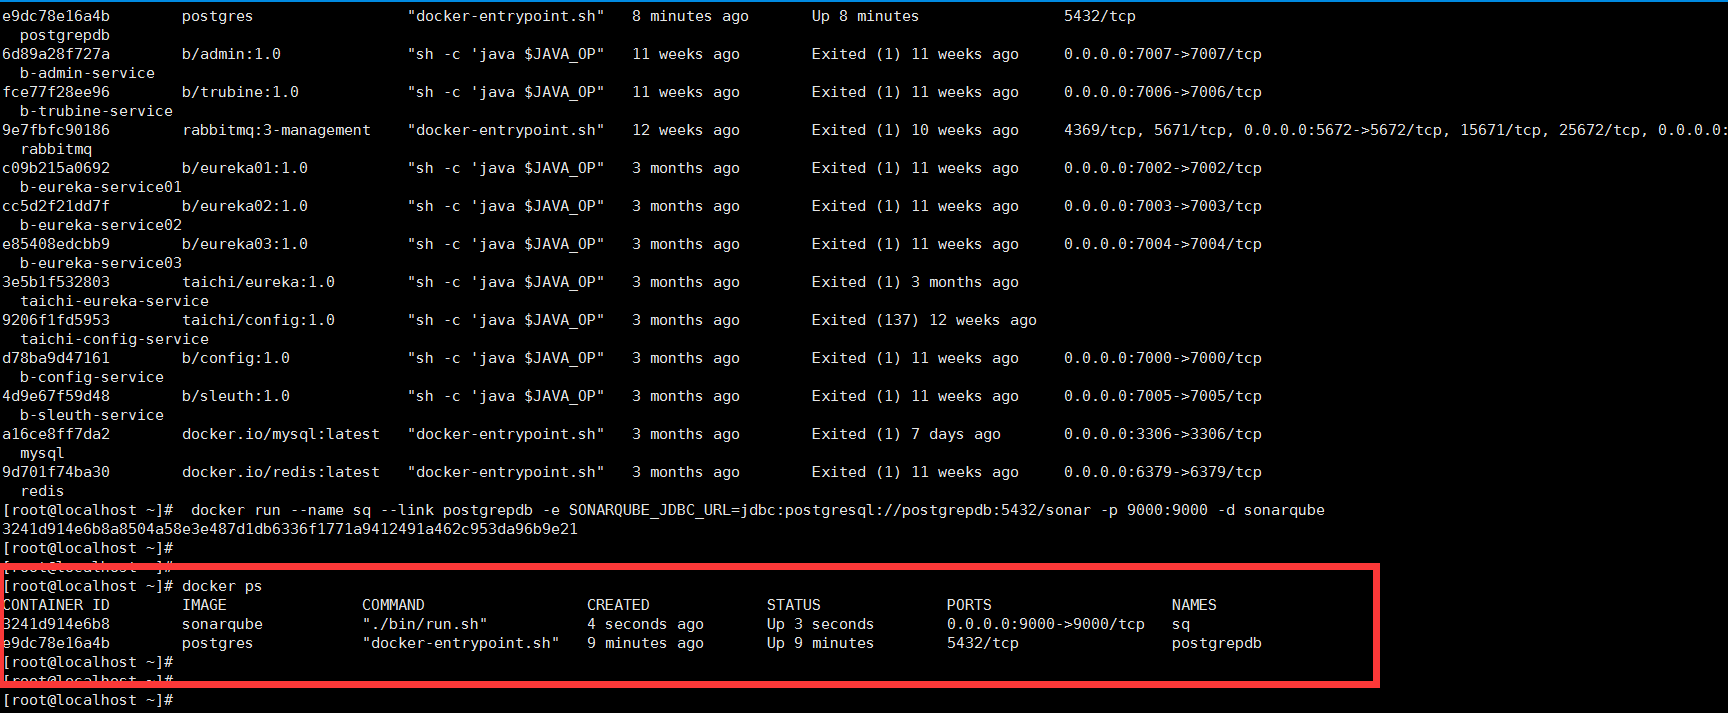 e9dc78e16a4b        postgres                 "docker-entrypoint.sh"   8 minutes ago       Up 8 minutes                5432/tcp
  postgrepdb
6d89a28f727a        b/admin:1.0              "sh -c 'java $JAVA_OP"   11 weeks ago        Exited (1) 11 weeks ago     0.0.0.0:7007->7007/tcp
  b-admin-service
fce77f28ee96        b/trubine:1.0            "sh -c 'java $JAVA_OP"   11 weeks ago        Exited (1) 11 weeks ago     0.0.0.0:7006->7006/tcp
  b-trubine-service
9e7fbfc90186        rabbitmq:3-management    "docker-entrypoint.sh"   12 weeks ago        Exited (1) 10 weeks ago     4369/tcp, 5671/tcp, 0.0.0.0:5672->5672/tcp, 15671/tcp, 25672/tcp, 0.0.0.0:
  rabbitmq
c09b215a0692        b/eureka01:1.0           "sh -c 'java $JAVA_OP"   3 months ago        Exited (1) 11 weeks ago     0.0.0.0:7002->7002/tcp
  b-eureka-service01
cc5d2f21dd7f        b/eureka02:1.0           "sh -c 'java $JAVA_OP"   3 months ago        Exited (1) 11 weeks ago     0.0.0.0:7003->7003/tcp
  b-eureka-service02
e85408edcbb9        b/eureka03:1.0           "sh -c 'java $JAVA_OP"   3 months ago        Exited (1) 11 weeks ago     0.0.0.0:7004->7004/tcp
  b-eureka-service03
3e5b1f532803        taichi/eureka:1.0        "sh -c 'java $JAVA_OP"   3 months ago        Exited (1) 3 months ago
  taichi-eureka-service
9206f1fd5953        taichi/config:1.0        "sh -c 'java $JAVA_OP"   3 months ago        Exited (137) 12 weeks ago
  taichi-config-service
d78ba9d47161        b/config:1.0             "sh -c 'java $JAVA_OP"   3 months ago        Exited (1) 11 weeks ago     0.0.0.0:7000->7000/tcp
  b-config-service
4d9e67f59d48        b/sleuth:1.0             "sh -c 'java $JAVA_OP"   3 months ago        Exited (1) 11 weeks ago     0.0.0.0:7005->7005/tcp
  b-sleuth-service
a16ce8ff7da2        docker.io/mysql:latest   "docker-entrypoint.sh"   3 months ago        Exited (1) 7 days ago       0.0.0.0:3306->3306/tcp
  mysql
9d701f74ba30        docker.io/redis:latest   "docker-entrypoint.sh"   3 months ago        Exited (1) 11 weeks ago     0.0.0.0:6379->6379/tcp
  redis
[root@localhost ~]#  docker run --name sq --link postgrepdb -e SONARQUBE_JDBC_URL=jdbc:postgresql://postgrepdb:5432/sonar -p 9000:9000 -d sonarqube
3241d914e6b8a8504a58e3e487d1db6336f1771a9412491a462c953da96b9e21
[root@localhost ~]#
[root@localhost ~]#
[root@localhost ~]# docker ps
CONTAINER ID        IMAGE               COMMAND                  CREATED             STATUS              PORTS                    NAMES
3241d914e6b8        sonarqube           "./bin/run.sh"           4 seconds ago       Up 3 seconds        0.0.0.0:9000->9000/tcp   sq
e9dc78e16a4b        postgres            "docker-entrypoint.sh"   9 minutes ago       Up 9 minutes        5432/tcp                 postgrepdb
[root@localhost ~]#
[root@localhost ~]#
[root@localhost ~]#